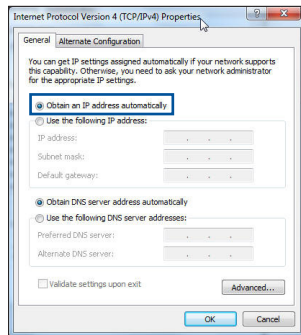 Internet Protocol Version 4 (TCP/IPv4) Properties
General
Alternate Configuration
You can get IP settings assigned automatically if your network supports
this capability. Otherwise, you need to ask your network administrator
for the appropriate IP settings.
Obtain an IP address automatically
Use the following IP address:
IP address:
Subnet mask:
Default gateway:
Obtain DNS server address automatically
Use the following DNS server addresses:
Preferred DNS server:
Alternate DNS server:
Validate settings upon exit
Advanced...
OK
Cancel